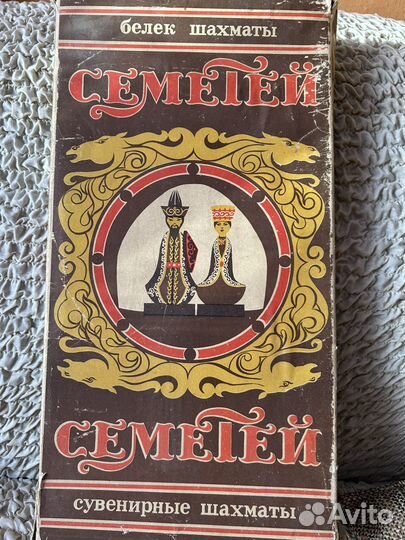 белек шахматы
СЕМЕТЕЙ
СЕМЕТЕЙ
сувенирные шахматы
Avito